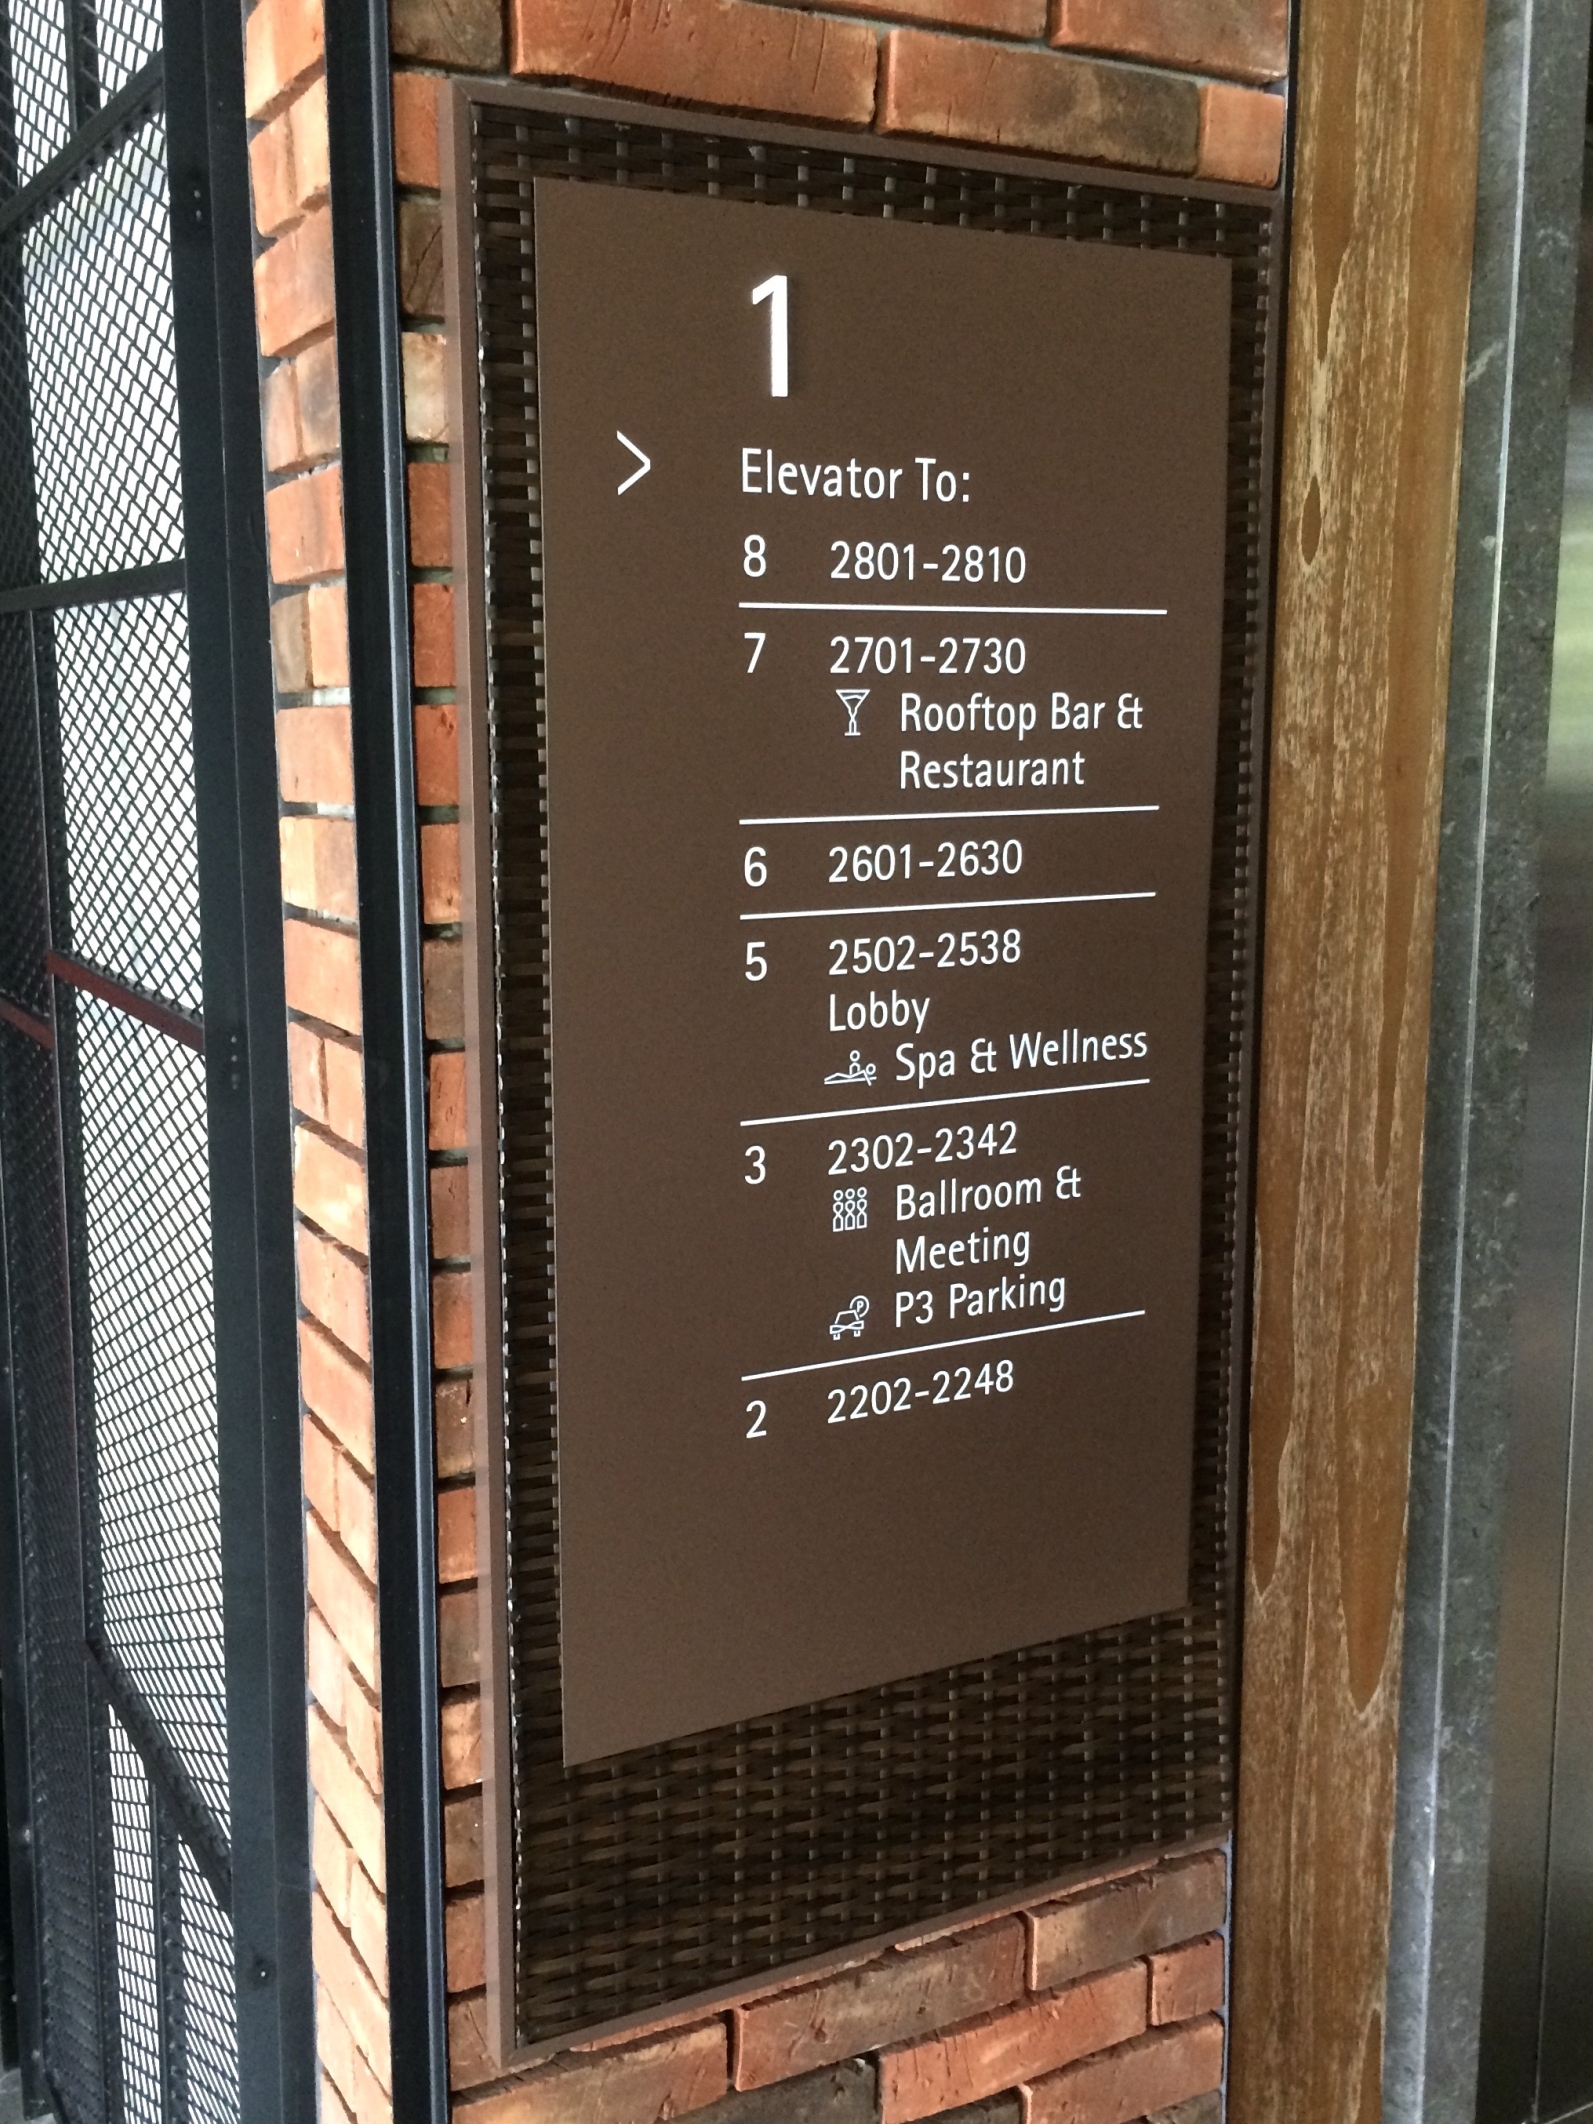 1
> Elevator To:
8 2801-2810
7 2701-2730
Rooftop Bar &
Restaurant
6 2601-2630
5 2502-2538
Lobby
Spa & Wellness
3 2302-2342
Ballroom &
Meeting
P3 Parking
2 2202-2248